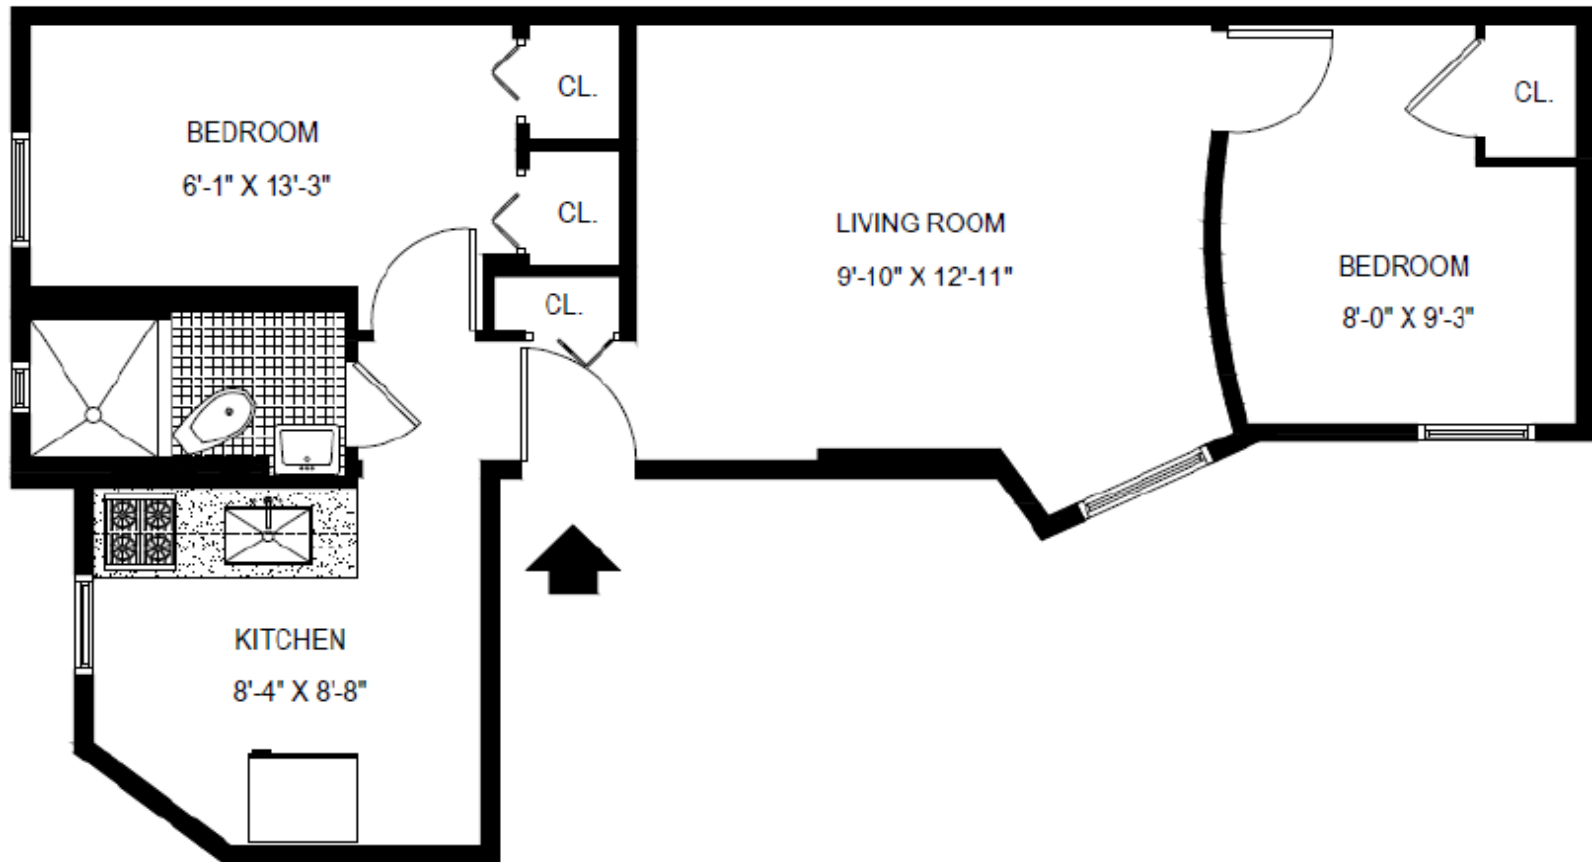 CL.
CL.
BEDROOM
6'-1" X 13'-3"
CL.
LIVING ROOM
9'-10" X 12'-11"
BEDROOM
8'-0" X 9'-3"
CL.
KITCHEN
8'-4" X 8'-8"